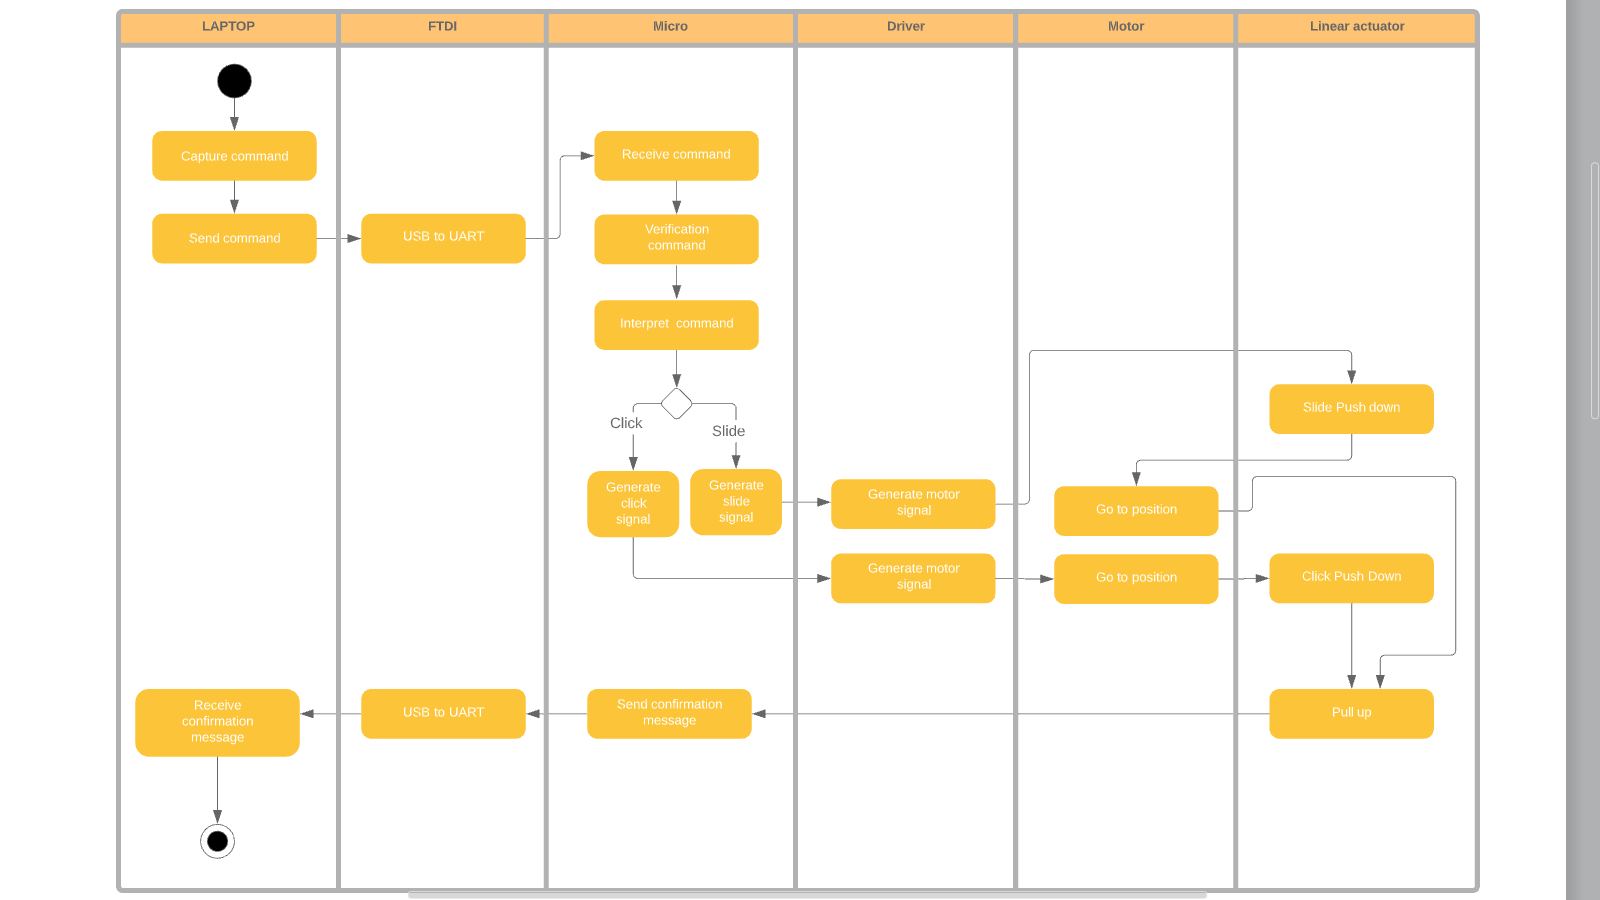 LAPTOP
FTDI
Micro
Driver
Motor
Linear actuator
Capture command
Receive command
Send command
USB to UART
Verification
command
Interpret  command
Click
Slide
Slide Push down
Generate
click
signal
Generate
slide
signal
Generate motor
signal
Go to position
Generate motor
signal
Go to position
Click Push Down
Receive
confirmation
message
USB to UART
Send confirmation
message
Pull up